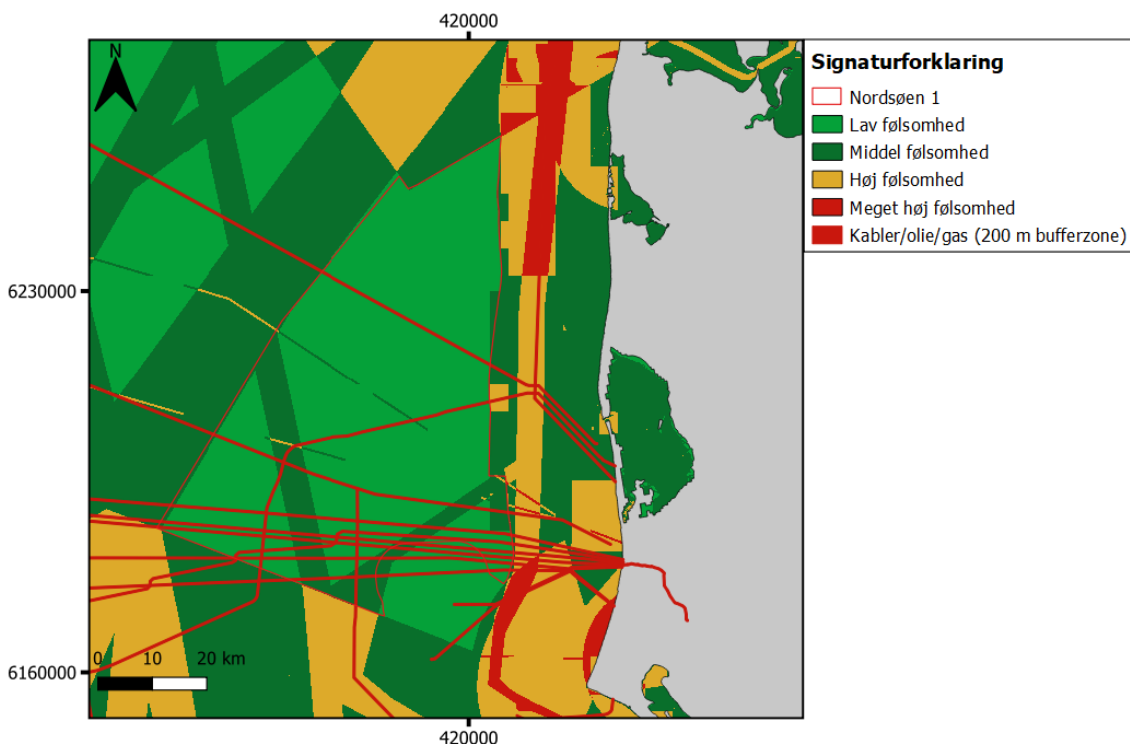 420000
N
Signaturforklaring
Nordsøen 1
Lav følsomhed
Middel følsomhed
Høj følsomhed
Meget høj følsomhed
Kabler/olie/gas (200 m bufferzone)
6230000
6160000
0 10 20 km
420000